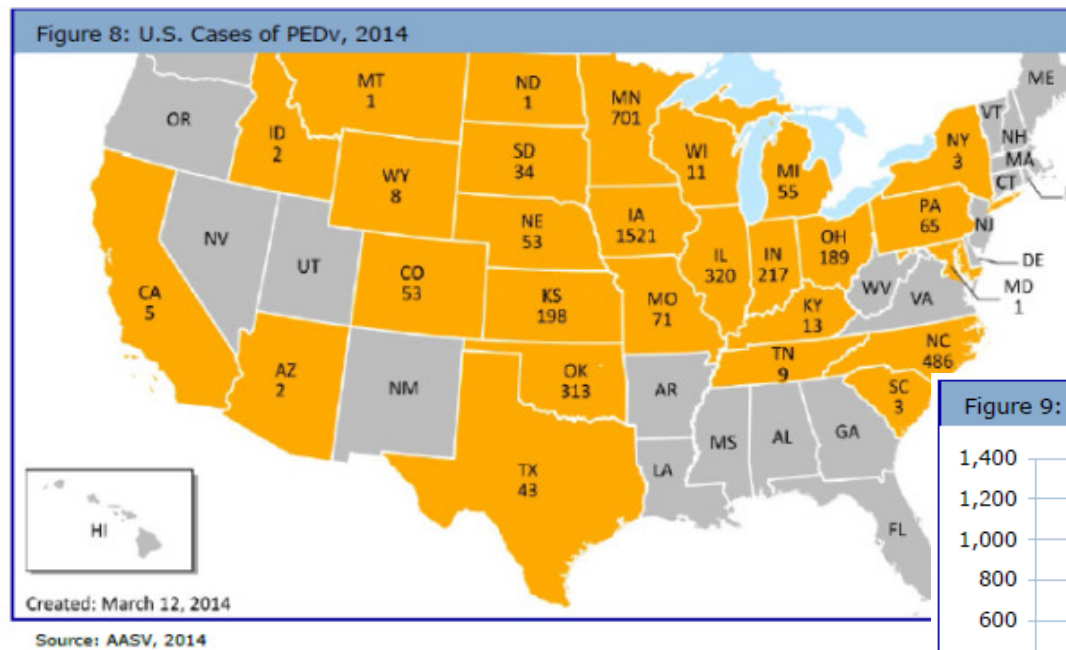 Figure 8: U.S. Cases of PEDv, 2014
MT
1
ND
1
MN
701
ME
OR
ID
2
SD
34
WI
11
MI
55
NY
3
VT
NH
MA
CT
WY
8
NE
53
IA
1521
PA
65
NJ
NV
UT
CO
53
IL
320
IN
217
OH
189
DE
MD
1
CA
5
KS
198
MO
71
WV
VA
KY
13
AZ
2
NM
OK
313
AR
TN
9
NC
486
SC
3
MS
AL
GA
TX
43
LA
FL
HI
Created: March 12, 2014
Source: AASV, 2014
Figure 9:
1,400
1,200
1,000
800
600